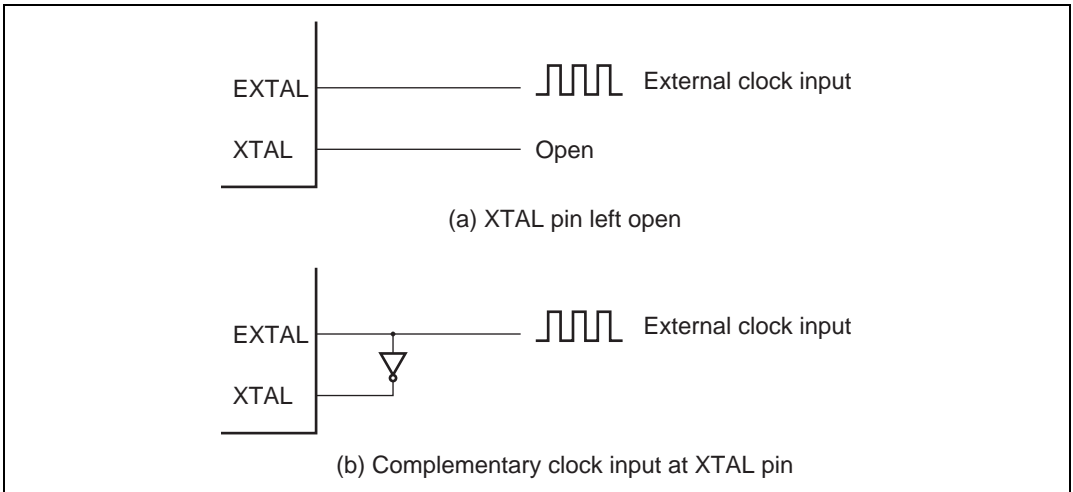 EXTAL
External clock input
XTAL
Open
(a) XTAL pin left open
EXTAL
External clock input
XTAL
(b) Complementary clock input at XTAL pin